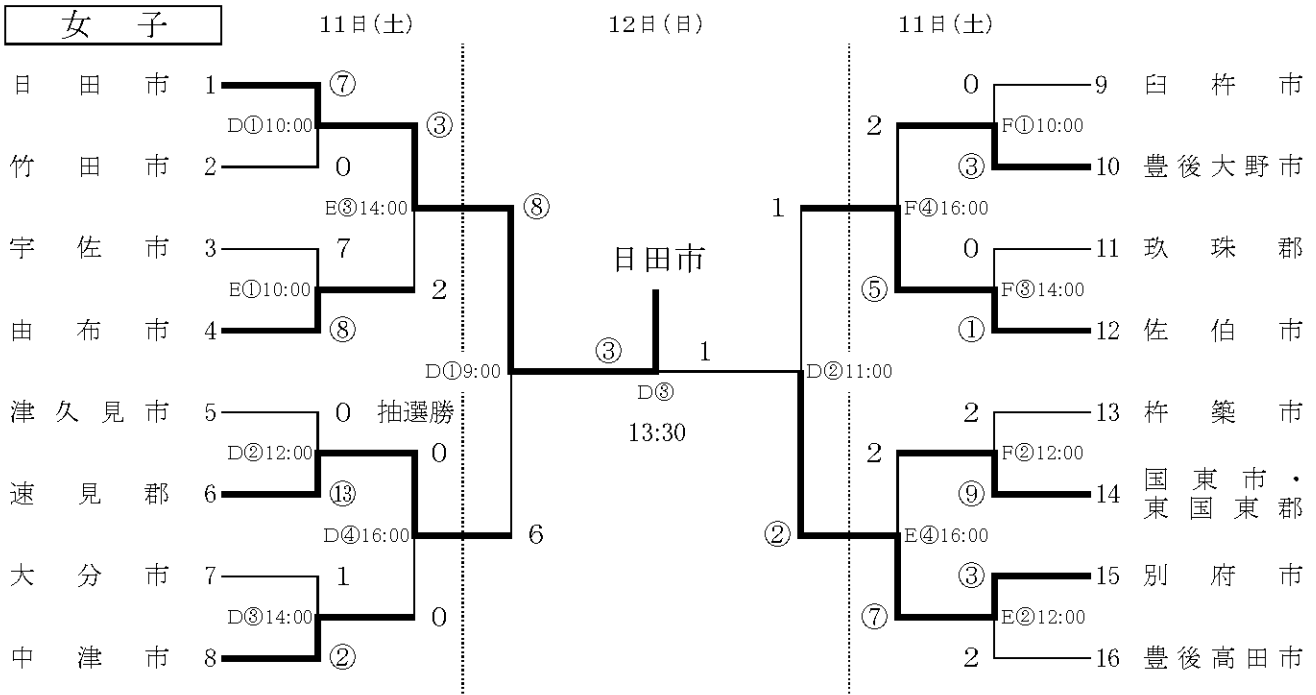 女 子 11日(土) 12日(日) 11日(土)
日田市 1 ⑦ 0 9 臼杵市
D①10:00 ③ 2 F①10:00
竹田市 2 0 ③ 10 豊後大野市
E③14:00 ⑧ 1 F④16:00
宇佐市 3 7 日田市 0 11 玖珠郡
E①10:00 2 ⑤ F③14:00
由布市 4 ⑧ ① 12 佐伯市
D①9:00 ③ 1 D②11:00
D③
津久見市 5 0 抽選勝 13:30 2 13 杵築市
D②12:00 0 2 F②12:00
速見郡 6 ⑬ ⑨ 14 国東市・
東国東郡
D④16:00 6 ② E④16:00
大分市 7 1 ③ 15 別府市
D③14:00 0 ⑦ E②12:00
中津市 8 ② 2 16 豊後高田市